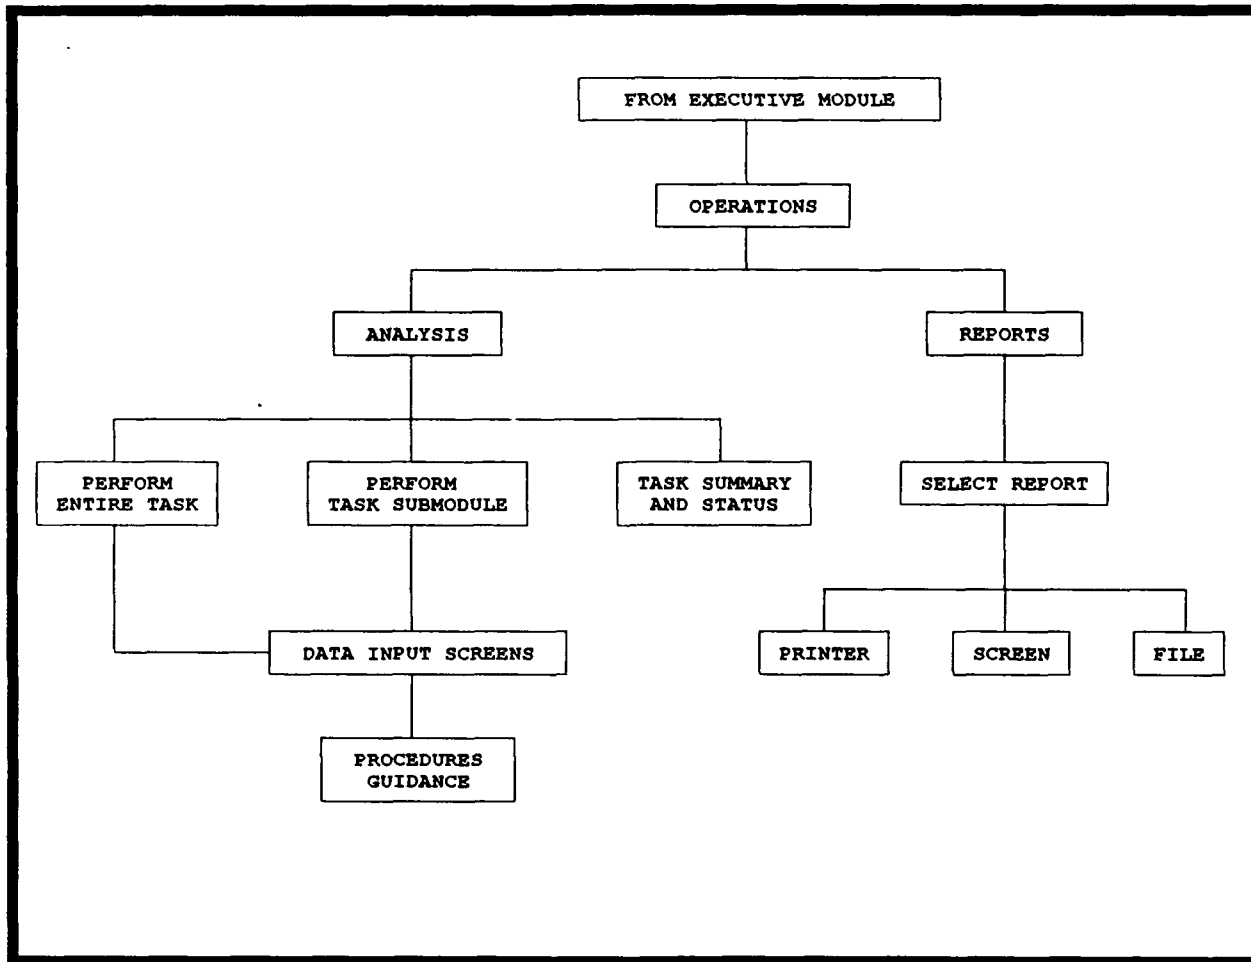 FROM EXECUTIVE MODULE
OPERATIONS
ANALYSIS
REPORTS
PERFORM
ENTIRE TASK
PERFORM
TASK SUBMODULE
TASK SUMMARY
AND STATUS
SELECT REPORT
DATA INPUT SCREENS
PRINTER
SCREEN
FILE
PROCEDURES
GUIDANCE